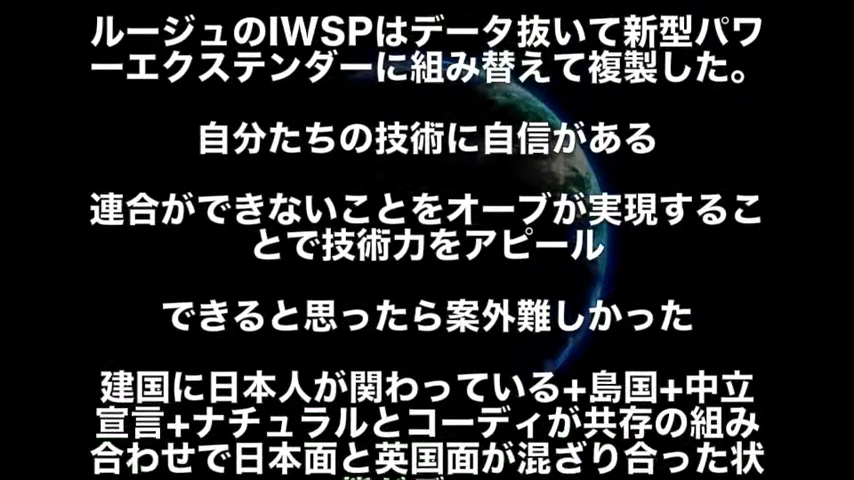 ルージュのIWSPはデータ抜いて新型パワ
ーエクステンダーに組み替えて複製した。
自分たちの技術に自信がある
連合ができないことをオーブが実現するこ
とで技術力をアピール
できると思ったら案外難しかった
建国に日本人が関わっている+島国+中立
宣言+ナチュラルとコーディが共存の組み
合わせで日本面と英国面が混ざり合った状